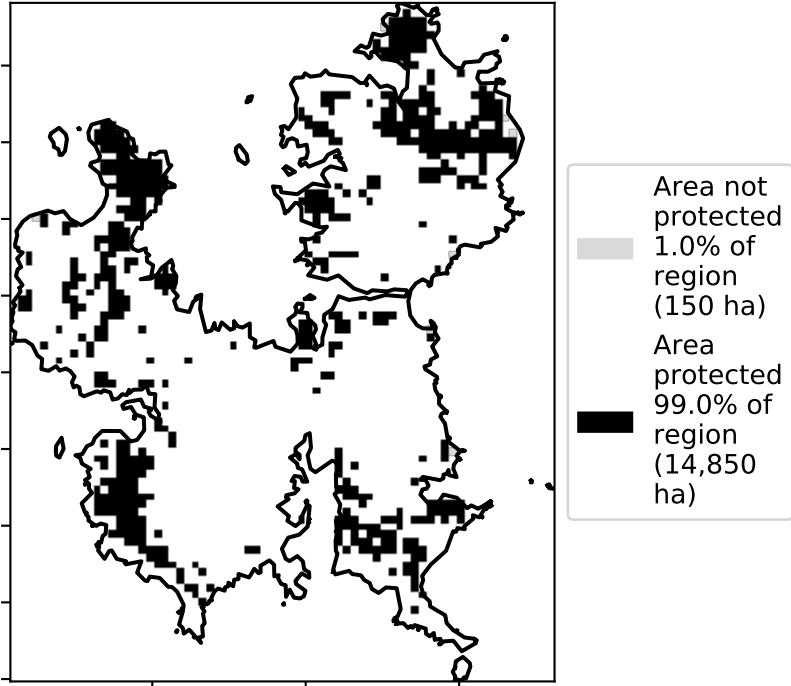 Area not
protected
1.0% of
region
(150 ha)
Area
protected
99.0% of
region
(14,850
ha)